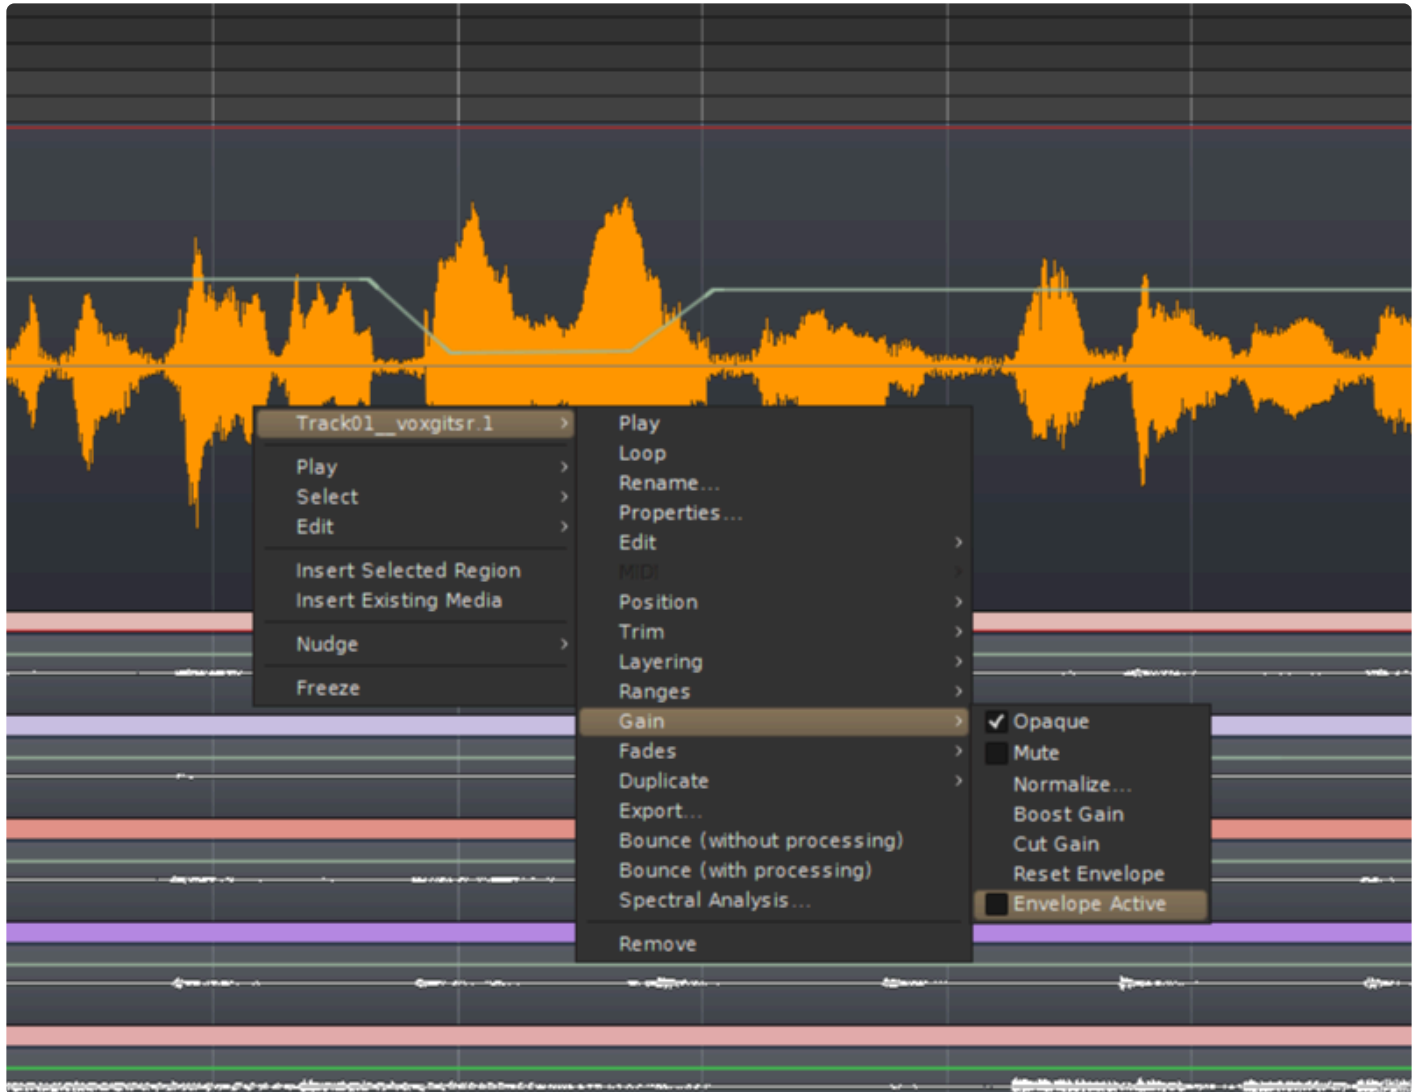 Track01__voxgitsr.1
Play
Select
Edit
Insert Selected Region
Insert Existing Media
Nudge
Freeze
Play
Loop
Rename...
Properties...
Edit
MIDI
Position
Trim
Layering
Ranges
Gain
Fades
Duplicate
Export...
Bounce (without processing)
Bounce (with processing)
Spectral Analysis...
Remove
Opaque
Mute
Normalize...
Boost Gain
Cut Gain
Reset Envelope
Envelope Active